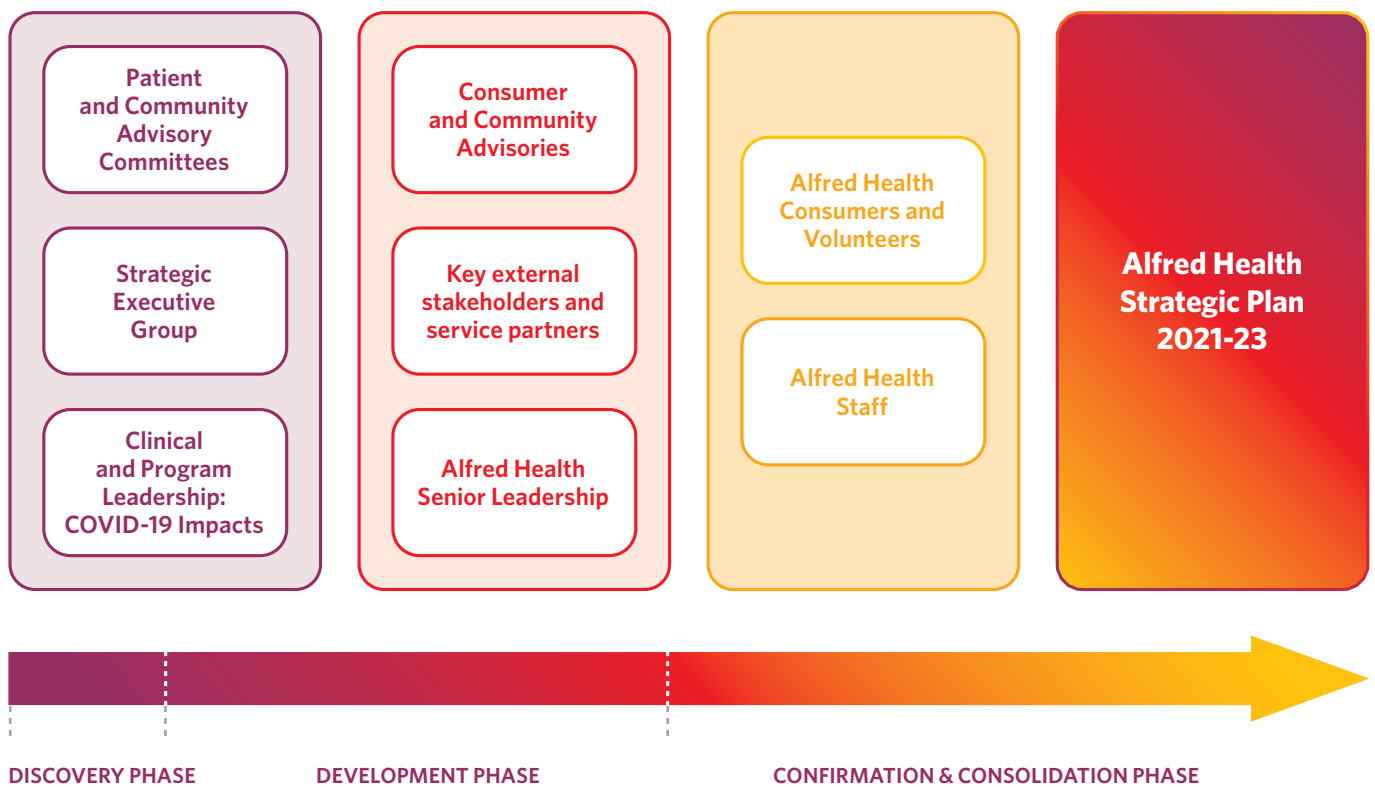 Patient
and Community
Advisory
Committees
Strategic
Executive
Group
Clinical
and Program
Leadership:
COVID-19 Impacts
Consumer
and Community
Advisories
Key external
stakeholders and
service partners
Alfred Health
Senior Leadership
Alfred Health
Consumers and
Volunteers
Alfred Health
Staff
Alfred Health
Strategic Plan
2021-23
DISCOVERY PHASE
DEVELOPMENT PHASE
CONFIRMATION & CONSOLIDATION PHASE